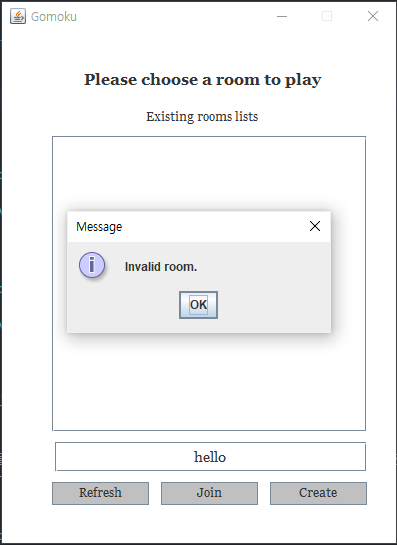 Gomoku
Please choose a room to play
Existing rooms lists
Message
Invalid room.
OK
hello
Refresh
Join
Create